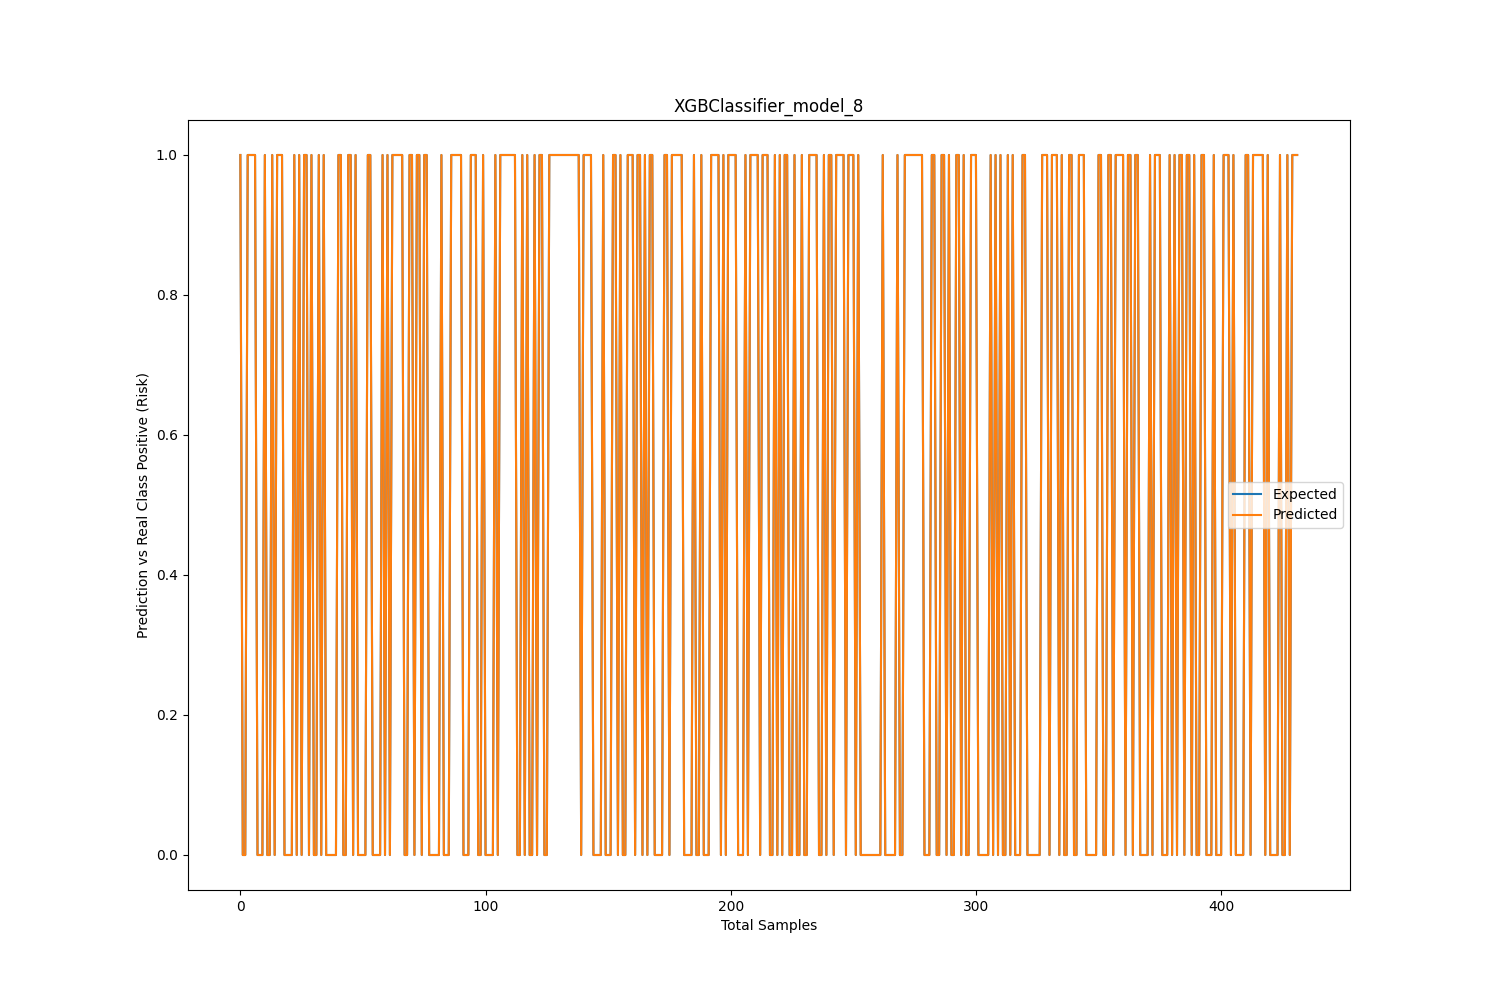 XGBClassifier_model_8
1.0
0.8
0.6
0.4
0.2
0.0
Prediction vs Real Class Positive (Risk)
Expected
Predicted
0
100
200
300
400
Total Samples